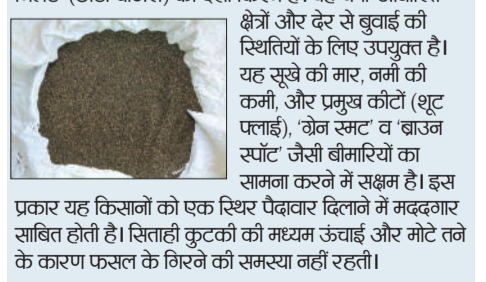 क्षेत्रों और देर से बुवाई की
स्थितियों के लिए उपयुक्त है।
यह सूखे की मार, नमी की
कमी, और प्रमुख कीटों (शूट
फ्लाई), ‘ग्रेन स्मट’ व ‘ब्राउन
स्पॉट’ जैसी बीमारियों का
सामना करने में सक्षम है। इस
प्रकार यह किसानों को एक स्थिर पैदावार दिलाने में मददगार
साबित होती है। सिताही कुटकी की मध्यम ऊंचाई और मोटे तने
के कारण फसल के गिरने की समस्या नहीं रहती।